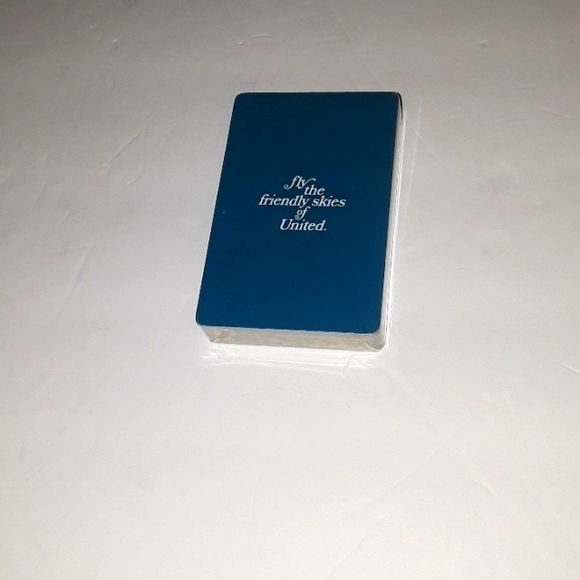 fly
the
friendly skies
of
United.